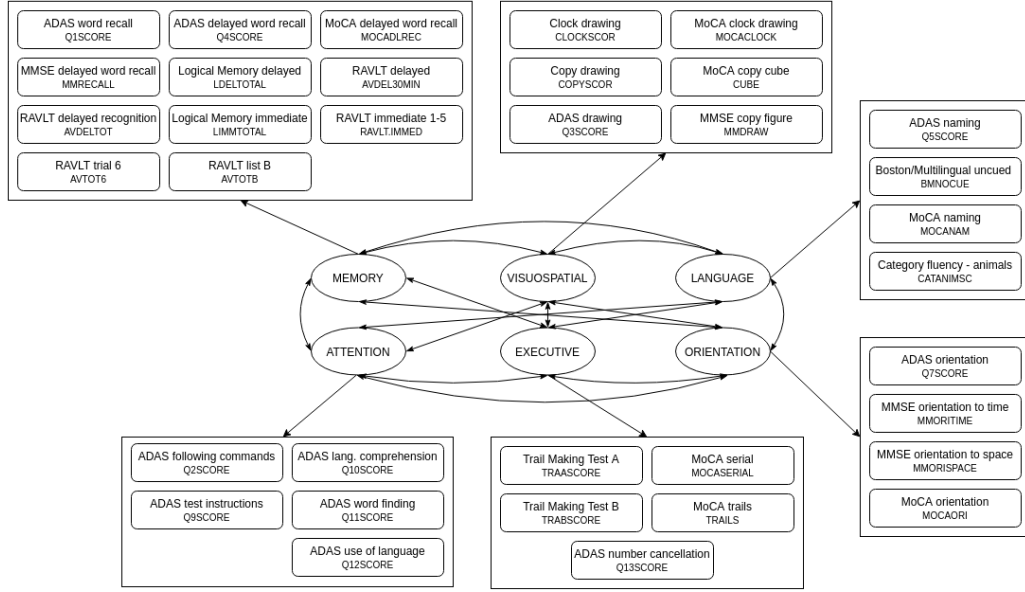 ADAS word recall
Q1SCORE
ADAS delayed word recall
Q4SCORE
MoCA delayed word recall
MOCADLREC
MMSE delayed word recall
MMRECALL
Logical Memory delayed
LDELTOTAL
RAVLT delayed
AVDEL30MIN
RAVLT delayed recognition
AVDELTOT
Logical Memory immediate
LIMMTOTAL
RAVLT immediate 1-5
RAVLT.IMMED
RAVLT trial 6
AVTOT6
RAVLT list B
AVTOTB
Clock drawing
CLOCKSCOR
MoCA clock drawing
MOCACLOCK
Copy drawing
COPYSCOR
MoCA copy cube
CUBE
ADAS drawing
Q3SCORE
MMSE copy figure
MMDRAW
ADAS naming
Q5SCORE
Boston/Multilingual uncued
BMNOCUE
MoCA naming
MOCANAM
Category fluency - animals
CATANIMSC
MEMORY
VISUOSPATIAL
LANGUAGE
ATTENTION
EXECUTIVE
ORIENTATION
ADAS orientation
Q7SCORE
MMSE orientation to time
MMORITIME
MMSE orientation to space
MMORISPACE
MoCA orientation
MOCAORI
ADAS following commands
Q2SCORE
ADAS lang. comprehension
Q10SCORE
ADAS test instructions
Q9SCORE
ADAS word finding
Q11SCORE
ADAS use of language
Q12SCORE
Trail Making Test A
TRAASCORE
MoCA serial
MOCASERIAL
Trail Making Test B
TRABSCORE
MoCA trails
TRAILS
ADAS number cancellation
Q13SCORE